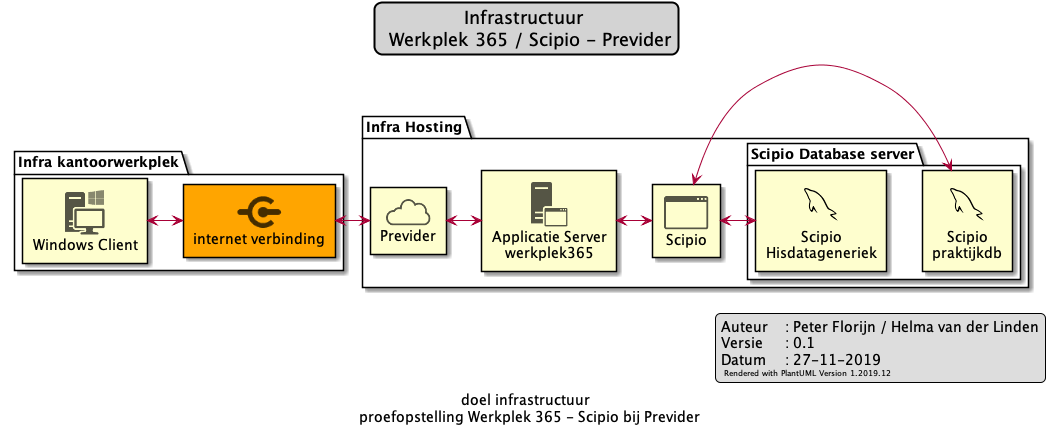 Infrastructuur
Werkplek 365 / Scipio - Previder
Infra Hosting
Infra kantoorwerkplek
Scipio Database server
Windows Client
internet verbinding
Previder
Applicatie Server
werkplek365
Scipio
Scipio
Hisdatageneriek
Scipio
praktijkdb
Auteur : Peter Florijn / Helma van der Linden
Versie : 0.1
Datum : 27-11-2019
Rendered with PlantUML Version 1.2019.12
doel infrastructuur
proefopstelling Werkplek 365 - Scipio bij Previder